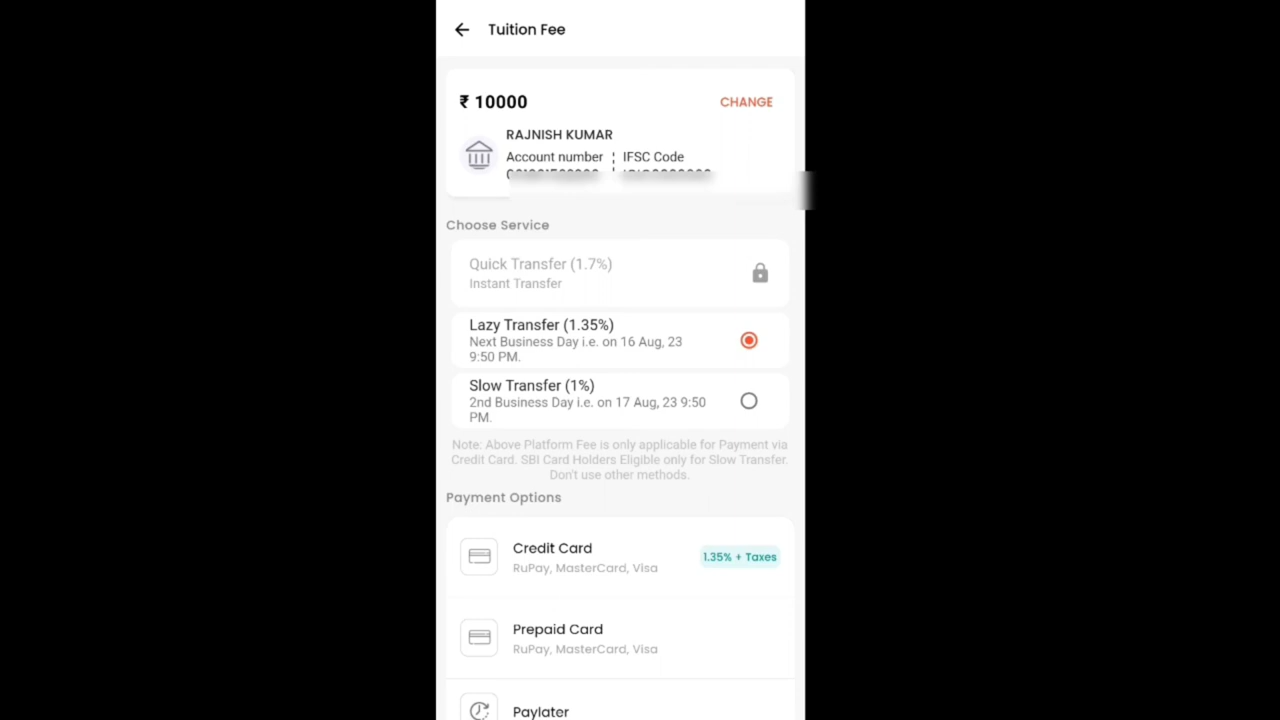 Tuition Fee
₹ 10000
CHANGE
RAJNISH KUMAR
Account number
IFSC Code
Choose Service
Quick Transfer (1.7%)
Instant Transfer
Lazy Transfer (1.35%)
Next Business Day i.e. on 16 Aug, 23
9:50 PM.
Slow Transfer (1%)
2nd Business Day i.e. on 17 Aug, 23 9:50
PM.
Note: Above Platform Fee is only applicable for Payment via
Credit Card. SBI Card Holders Eligible only for Slow Transfer.
Don't use other methods.
Payment Options
Credit Card
1.35% + Taxes
RuPay, MasterCard, Visa
Prepaid Card
RuPay, MasterCard, Visa
Paylater